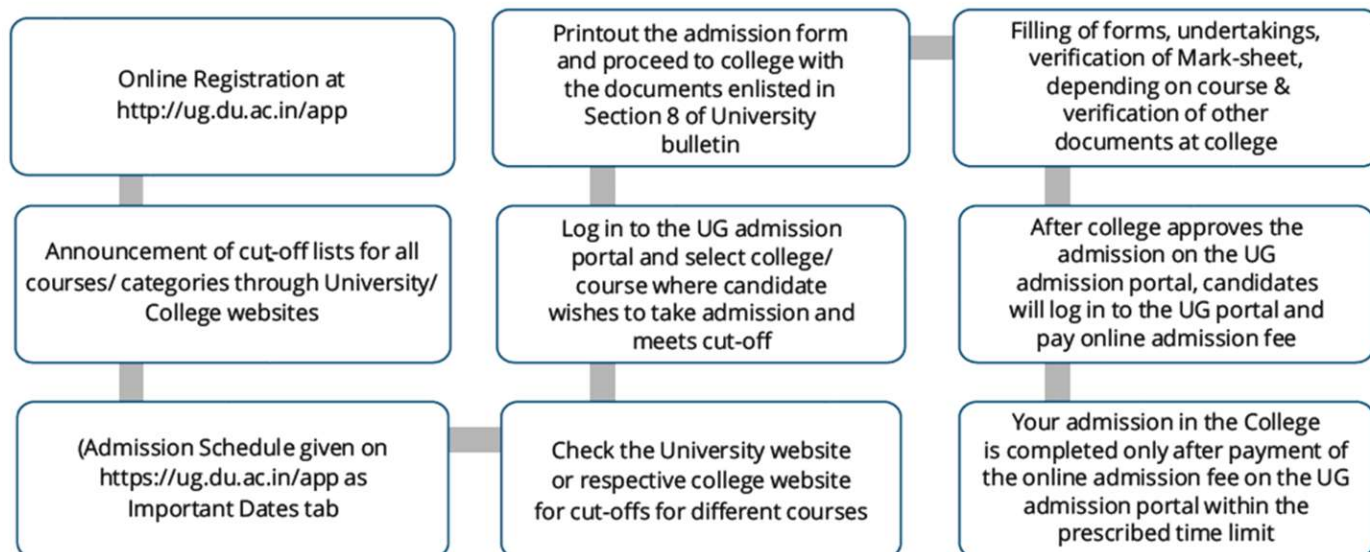 Online Registration at
http://ug.du.ac.in/app
Announcement of cut-off lists for all
courses/ categories through University/
College websites
(Admission Schedule given on
https://ug.du.ac.in/app as
Important Dates tab
Check the University website
or respective college website
for cut-offs for different courses
Log in to the UG admission
portal and select college/
course where candidate
wishes to take admission and
meets cut-off
Printout the admission form
and proceed to college with
the documents enlisted in
Section 8 of University
bulletin
Filling of forms, undertakings,
verification of Mark-sheet,
depending on course &
verification of other
documents at college
After college approves the
admission on the UG
admission portal, candidates
will log in to the UG portal and
pay online admission fee
Your admission in the College
is completed only after payment of
the online admission fee on the UG
admission portal within the
prescribed time limit